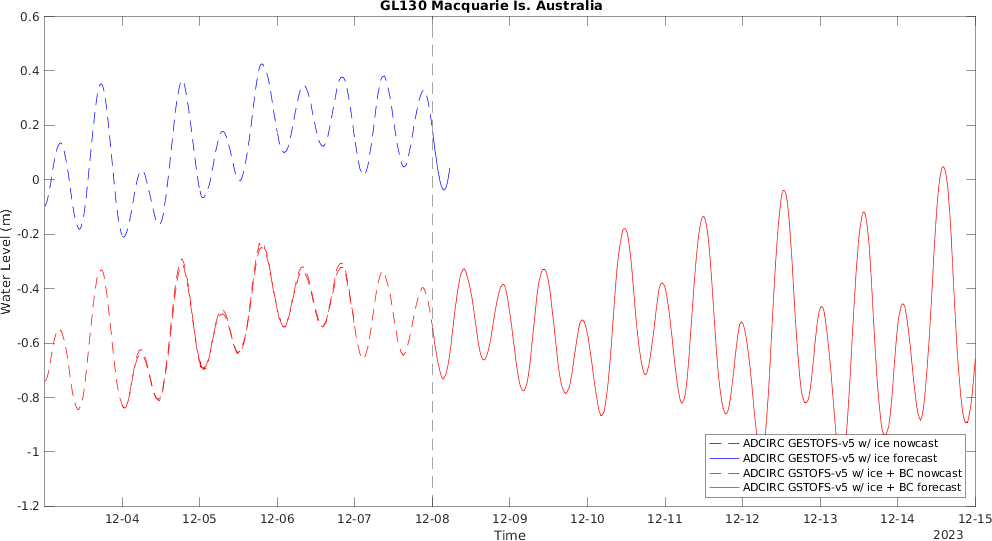 GL130 Macquarie Is. Australia
Water Level (m)
0.6
0.4
0.2
0
-0.2
-0.4
-0.6
-0.8
-1
-1.2
ADCIRC GESTOFS-v5 w/ ice nowcast
ADCIRC GESTOFS-v5 w/ ice forecast
ADCIRC GSTOFS-v5 w/ ice + BC nowcast
ADCIRC GSTOFS-v5 w/ ice + BC forecast
12-04 12-05 12-06 12-07 12-08 12-09 12-10 12-11 12-12 12-13 12-14 12-15
Time
2023